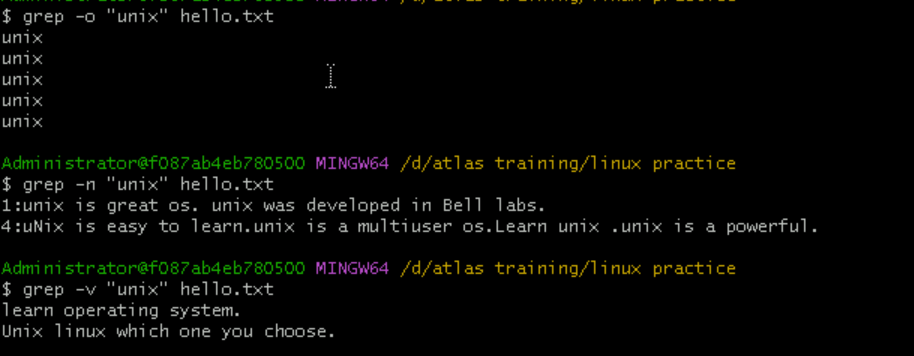 $ grep -o "unix" hello.txt
unix
unix
unix
unix
unix
Administrator@f087ab4eb780500 MINGW64 /d/atlas training/linux practice
$ grep -n "unix" hello.txt
1:unix is great os. unix was developed in Bell labs.
4:uNix is easy to learn.unix is a multiuser os.Learn unix .unix is a powerful.
Administrator@f087ab4eb780500 MINGW64 /d/atlas training/linux practice
$ grep -v "unix" hello.txt
learn operating system.
Unix linux which one you choose.